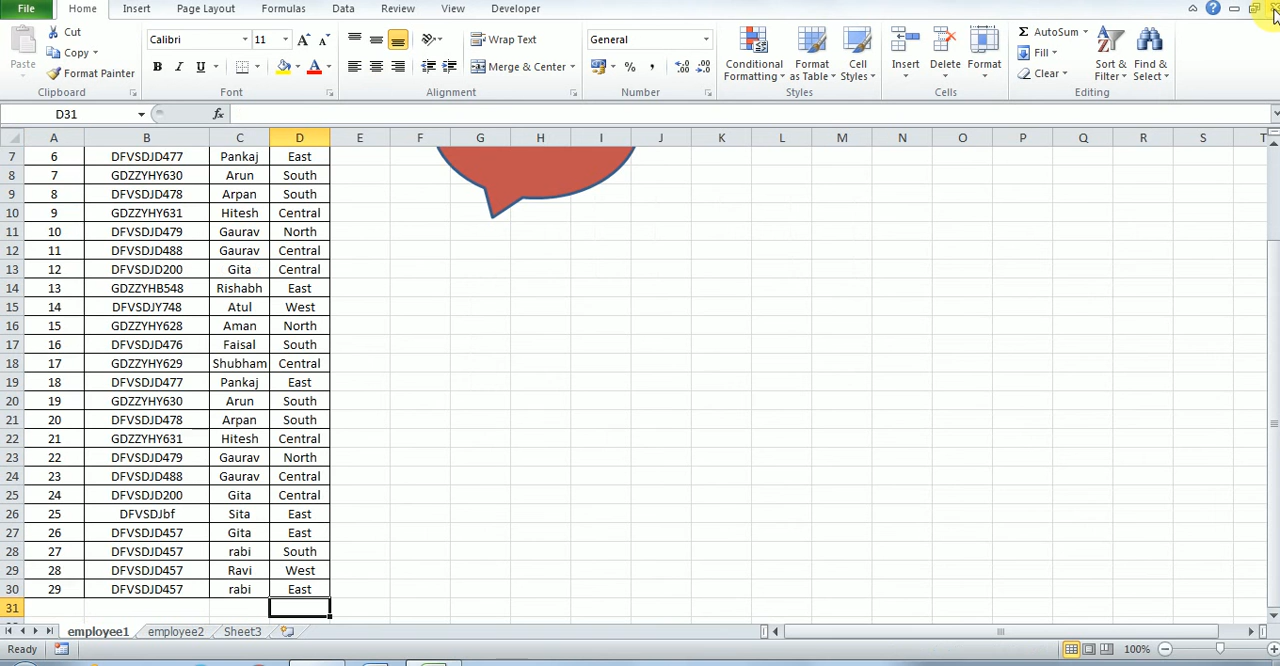 File Home Insert Page Layout Formulas Data Review View Developer
Cut Calibri 11 Wrap Text General AutoSum
Copy Fill
Paste Format Painter Merge & Center Conditional Formatting Format as Table Cell Styles Insert Delete Format Clear Sort & Filter Find & Select
Clipboard Font Alignment Number Styles Cells Editing
D31 fx
A B C D E F G H I J K L M N O P Q R S T
7 6 DFVSDJD477 Pankaj East
8 7 GDZZYHY630 Arun South
9 8 DFVSDJD478 Arpan South
10 9 GDZZYHY631 Hitesh Central
11 10 DFVSDJD479 Gaurav North
12 11 DFVSDJD488 Gaurav Central
13 12 DFVSDJD200 Gita Central
14 13 GDZZYHB548 Rishabh East
15 14 DFVSDJY748 Atul West
16 15 GDZZYHY628 Aman North
17 16 DFVSDJD476 Faisal South
18 17 GDZZYHY629 Shubham Central
19 18 DFVSDJD477 Pankaj East
20 19 GDZZYHY630 Arun South
21 20 DFVSDJD478 Arpan South
22 21 GDZZYHY631 Hitesh Central
23 22 DFVSDJD479 Gaurav North
24 23 DFVSDJD488 Gaurav Central
25 24 DFVSDJD200 Gita Central
26 25 DFVSDJbf Sita East
27 26 DFVSDJD457 Gita East
28 27 DFVSDJD457 rabi South
29 28 DFVSDJD457 Ravi West
30 29 DFVSDJD457 rabi East
31
employee1 employee2 Sheet3
Ready 100%